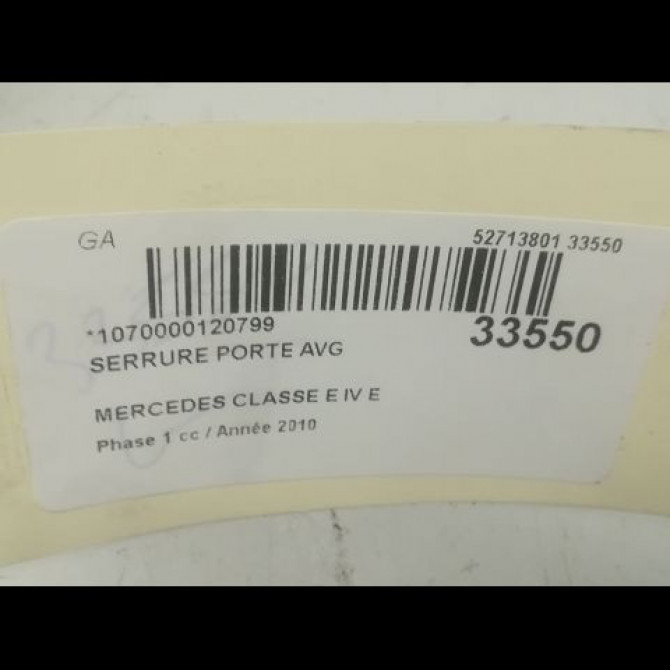 GA
52713801 33550
*1070000120799
33550
SERRURE PORTE AVG
MERCEDES CLASSE E IV E
Phase 1 cc / Année 2010